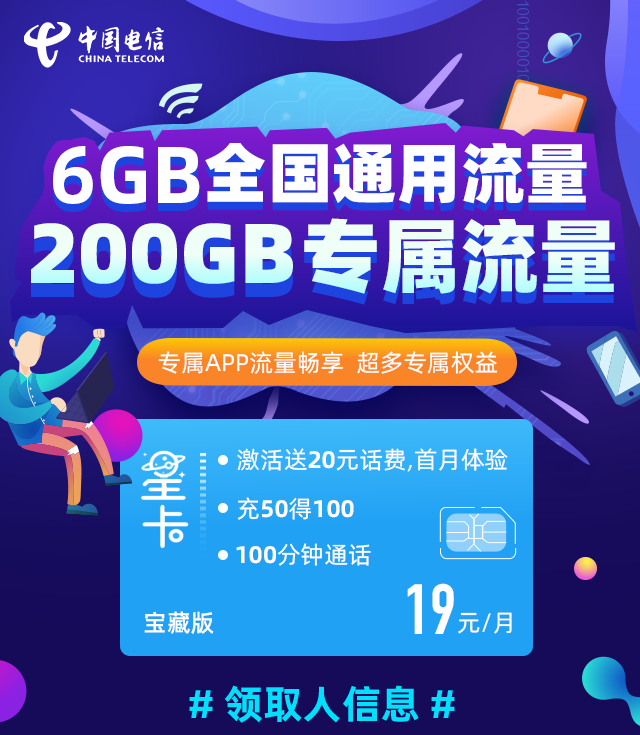 中国电信
CHINA TELECOM
6GB全国通用流量
200GB专属流量
专属APP流量畅享 超多专属权益
星卡
• 激活送20元话费,首月体验
• 充50得100
• 100分钟通话
宝藏版
19元/月
# 领取人信息 #